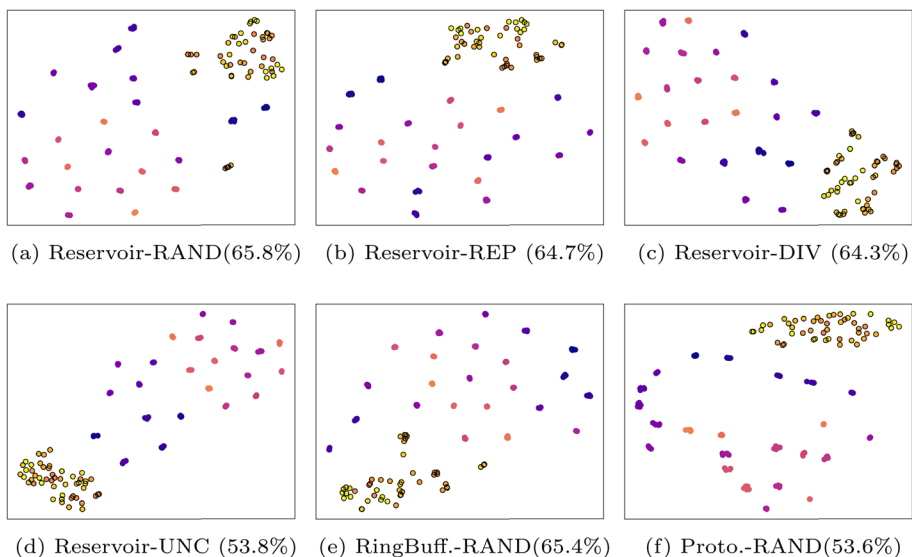 (a) Reservoir-RAND(65.8%) (b) Reservoir-REP (64.7%) (c) Reservoir-DIV (64.3%)
(d) Reservoir-UNC (53.8%) (e) RingBuff.-RAND(65.4%) (f) Proto.-RAND(53.6%)